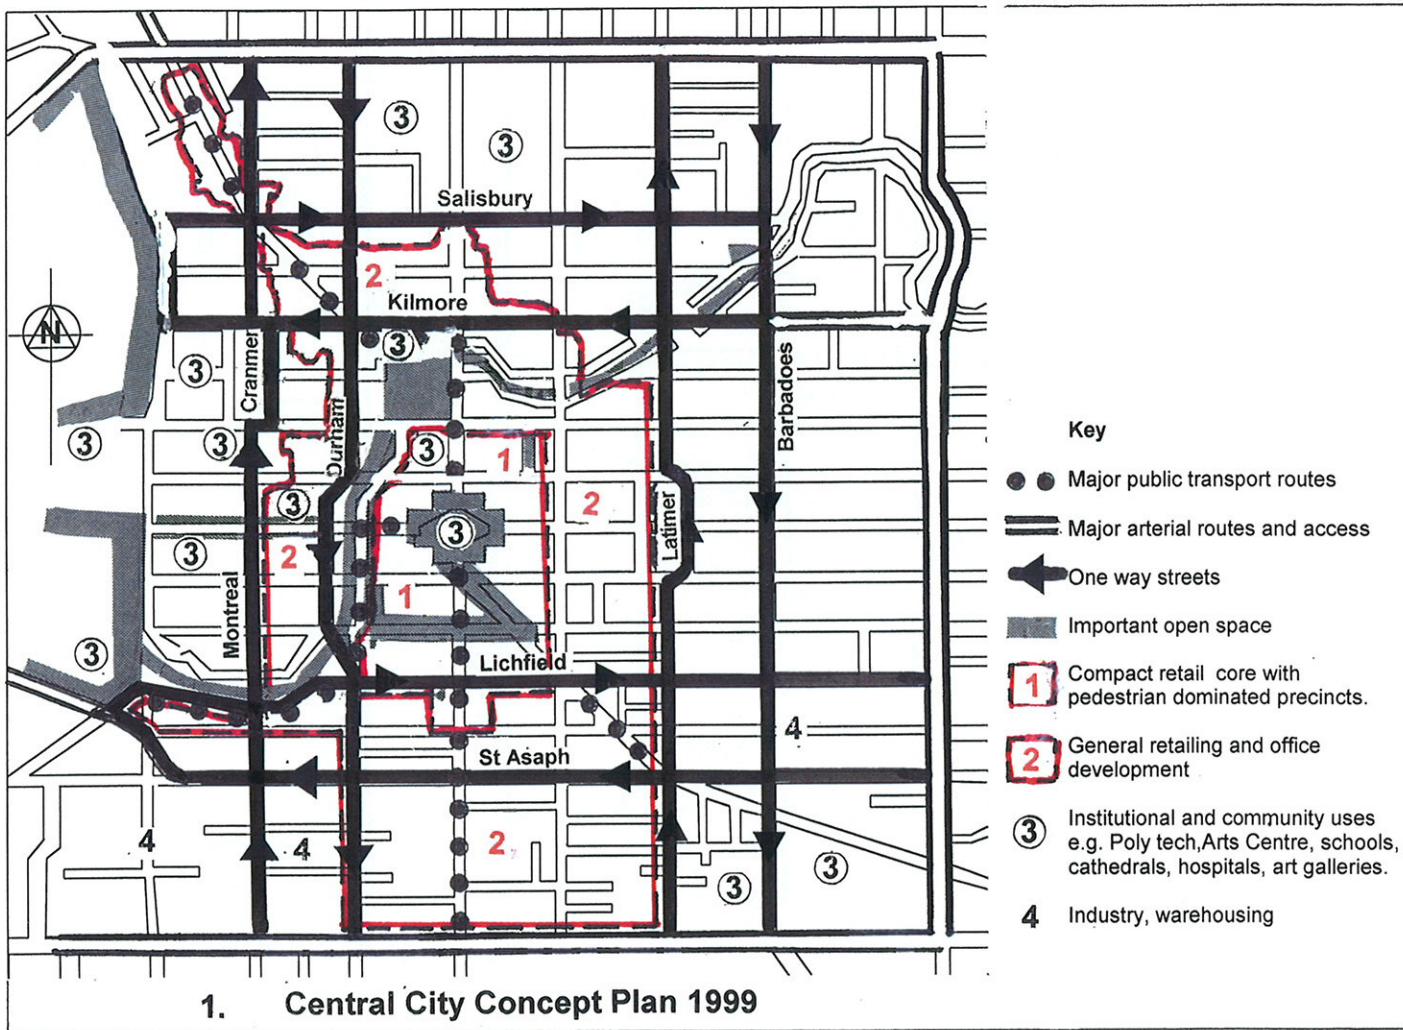 3
3
Salisbury
2
Kilmore
N
3
3
Cranmer
Durham
Barbadoes
3
3
3
1
3
2
3
Latimer
3
2
1
Montreal
3
Lichfield
4
St Asaph
4
4
2
3
3
1. Central City Concept Plan 1999
Key
Major public transport routes
Major arterial routes and access
One way streets
Important open space
1
Compact retail core with
pedestrian dominated precincts.
2
General retailing and office
development
3
Institutional and community uses
e.g. Poly tech,Arts Centre, schools,
cathedrals, hospitals, art galleries.
4 Industry, warehousing